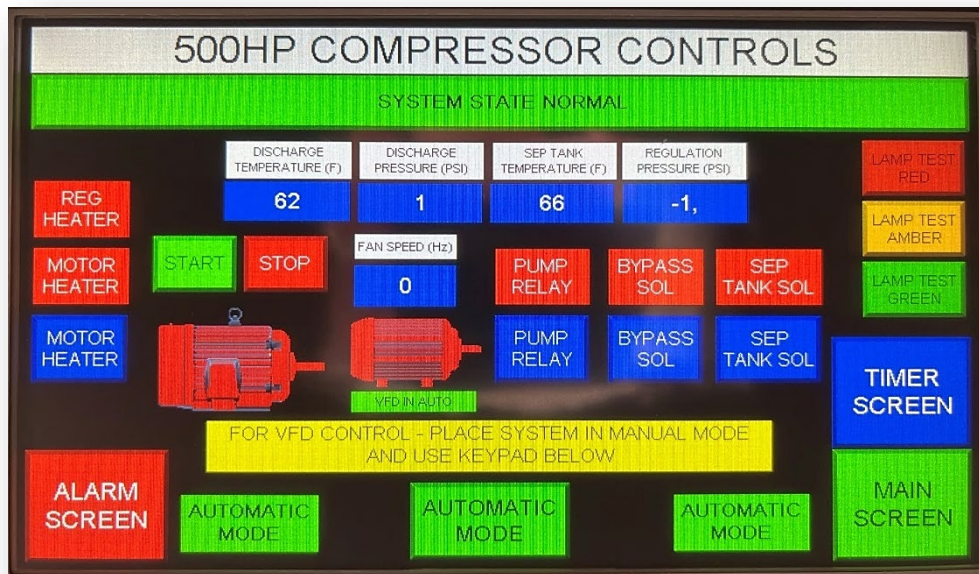 500HP COMPRESSOR CONTROLS
SYSTEM STATE NORMAL
DISCHARGE
TEMPERATURE (F)
DISCHARGE
PRESSURE (PSI)
SEP TANK
TEMPERATURE (F)
REGULATION
PRESSURE (PSI)
62
1
66
-1,
LAMP TEST
RED
LAMP TEST
AMBER
LAMP TEST
GREEN
REG
HEATER
MOTOR
HEATER
START
STOP
FAN SPEED (Hz)
0
PUMP
RELAY
BYPASS
SOL
SEP
TANK SOL
MOTOR
HEATER
PUMP
RELAY
BYPASS
SOL
SEP
TANK SOL
VFD IN AUTO
TIMER
SCREEN
FOR VFD CONTROL - PLACE SYSTEM IN MANUAL MODE
AND USE KEYPAD BELOW
ALARM
SCREEN
AUTOMATIC
MODE
AUTOMATIC
MODE
AUTOMATIC
MODE
MAIN
SCREEN